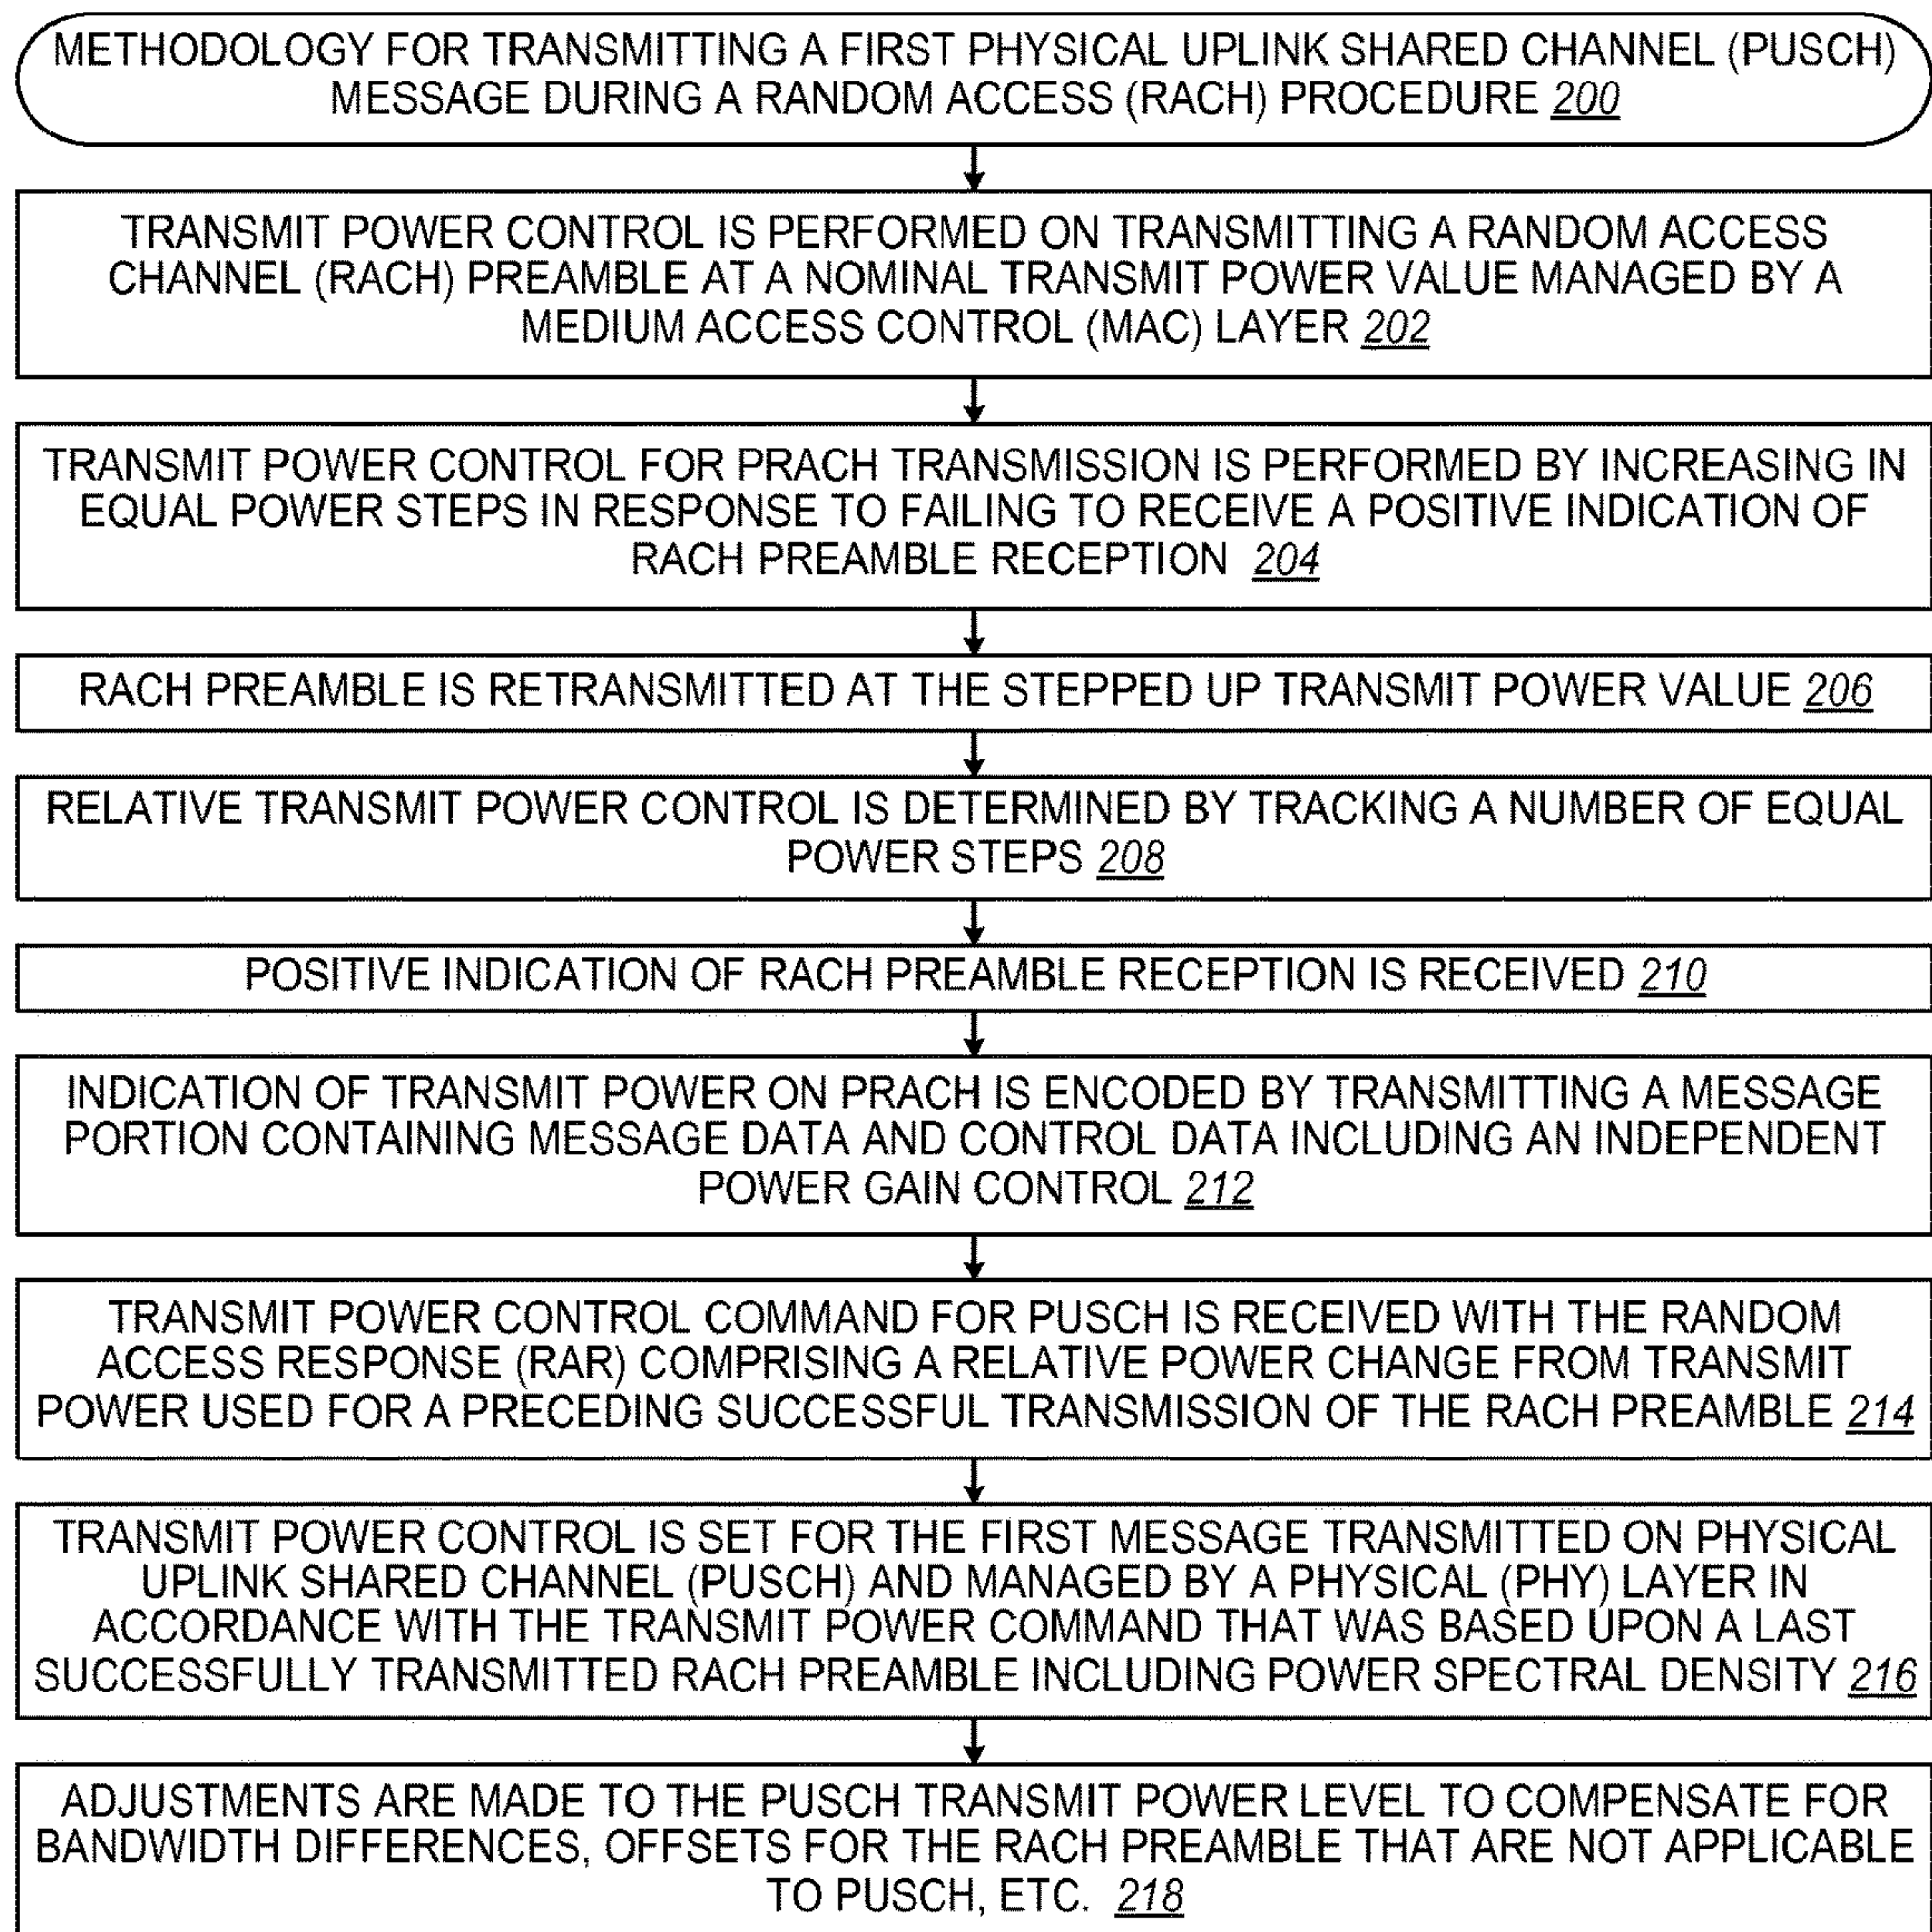 METHODOLOGY FOR TRANSMITTING A FIRST PHYSICAL UPLINK SHARED CHANNEL (PUSCH)
MESSAGE DURING A RANDOM ACCESS (RACH) PROCEDURE 200
TRANSMIT POWER CONTROL IS PERFORMED ON TRANSMITTING A RANDOM ACCESS
CHANNEL (RACH) PREAMBLE AT A NOMINAL TRANSMIT POWER VALUE MANAGED BY A
MEDIUM ACCESS CONTROL (MAC) LAYER 202
TRANSMIT POWER CONTROL FOR PRACH TRANSMISSION IS PERFORMED BY INCREASING IN
EQUAL POWER STEPS IN RESPONSE TO FAILING TO RECEIVE A POSITIVE INDICATION OF
RACH PREAMBLE RECEPTION 204
RACH PREAMBLE IS RETRANSMITTED AT THE STEPPED UP TRANSMIT POWER VALUE 206
RELATIVE TRANSMIT POWER CONTROL IS DETERMINED BY TRACKING A NUMBER OF EQUAL
POWER STEPS 208
POSITIVE INDICATION OF RACH PREAMBLE RECEPTION IS RECEIVED 210
INDICATION OF TRANSMIT POWER ON PRACH IS ENCODED BY TRANSMITTING A MESSAGE
PORTION CONTAINING MESSAGE DATA AND CONTROL DATA INCLUDING AN INDEPENDENT
POWER GAIN CONTROL 212
TRANSMIT POWER CONTROL COMMAND FOR PUSCH IS RECEIVED WITH THE RANDOM
ACCESS RESPONSE (RAR) COMPRISING A RELATIVE POWER CHANGE FROM TRANSMIT
POWER USED FOR A PRECEDING SUCCESSFUL TRANSMISSION OF THE RACH PREAMBLE 214
TRANSMIT POWER CONTROL IS SET FOR THE FIRST MESSAGE TRANSMITTED ON PHYSICAL
UPLINK SHARED CHANNEL (PUSCH) AND MANAGED BY A PHYSICAL (PHY) LAYER IN
ACCORDANCE WITH THE TRANSMIT POWER COMMAND THAT WAS BASED UPON A LAST
SUCCESSFULLY TRANSMITTED RACH PREAMBLE INCLUDING POWER SPECTRAL DENSITY 216
ADJUSTMENTS ARE MADE TO THE PUSCH TRANSMIT POWER LEVEL TO COMPENSATE FOR
BANDWIDTH DIFFERENCES, OFFSETS FOR THE RACH PREAMBLE THAT ARE NOT APPLICABLE
TO PUSCH, ETC. 218